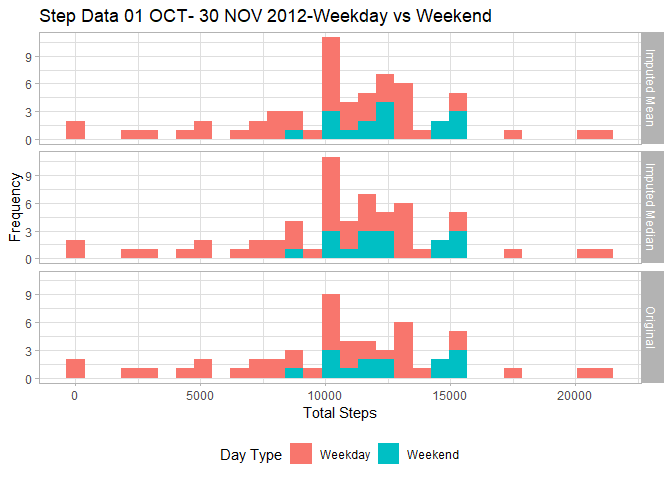 Step Data 01 OCT- 30 NOV 2012-Weekday vs Weekend
Frequency
9
6
3
0
Imputed Mean
9
6
3
0
Imputed Median
9
6
3
0
Original
0
5000
10000
15000
20000
Total Steps
Day Type
Weekday
Weekend